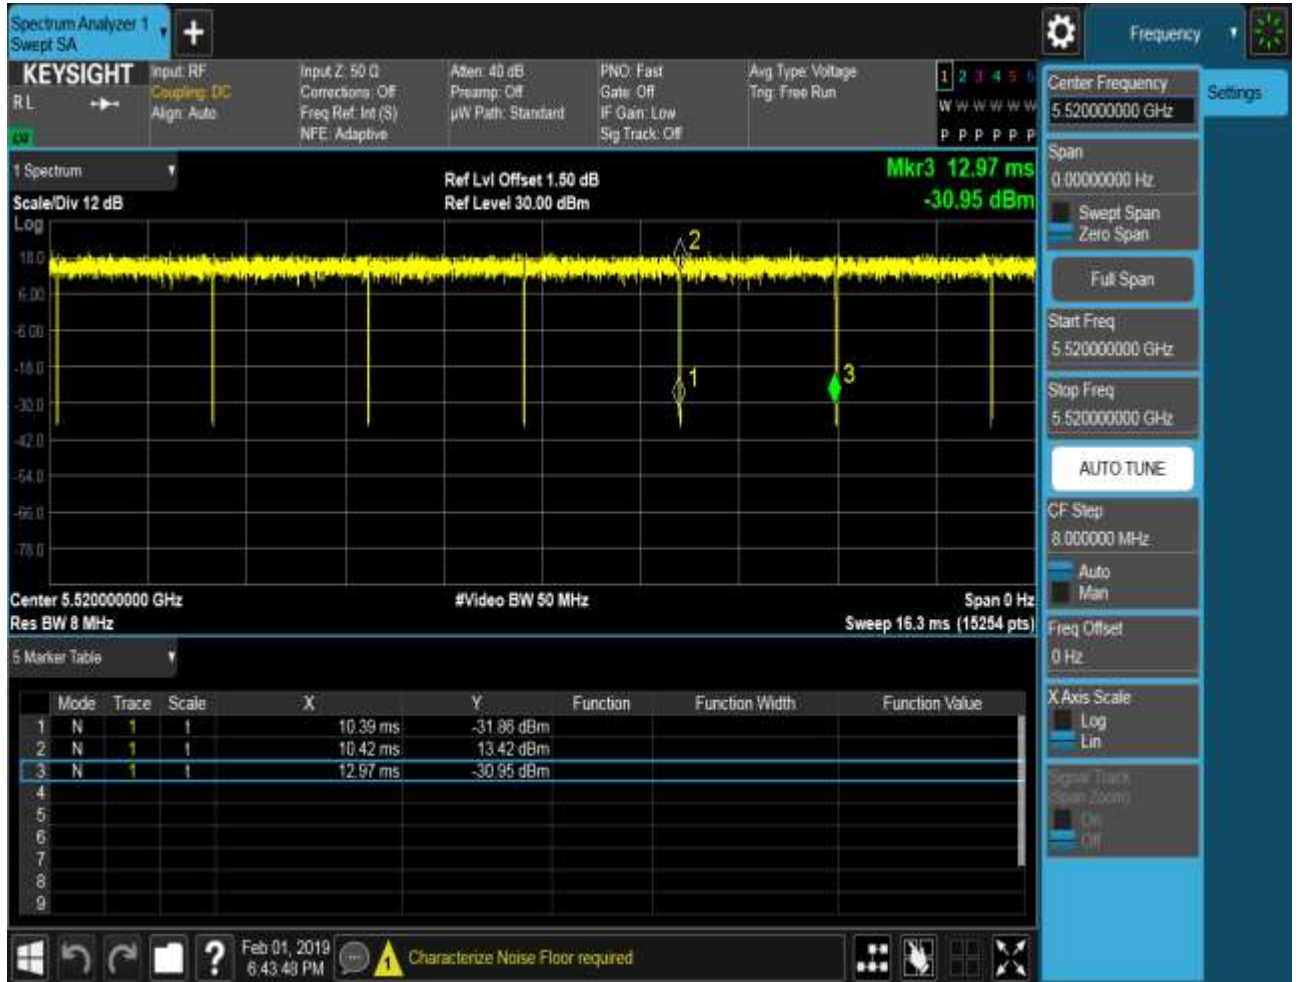 Spectrum Analyzer 1
Swept SA
+
Frequency
KEYSIGHT
RL
Input: RF
Coupling: DC
Align: Auto
Input Z: 50 Ω
Corrections: Off
Freq Ref: Int (S)
NFE: Adaptive
Atten: 40 dB
Preamp: Off
µW Path: Standard
PNO: Fast
Gate: Off
IF Gain: Low
Sig Track: Off
Avg Type: Voltage
Trig: Free Run
1 2 3 4 5 6
W W W W W W
P P P P P P
1 Spectrum
Scale/Div 12 dB
Ref Lvl Offset 1.50 dB
Ref Level 30.00 dBm
Mkr3 12.97 ms
-30.95 dBm
Log
18.0
6.00
-6.00
-18.0
-30.0
-42.0
-54.0
-66.0
-78.0
2
1
3
Center 5.520000000 GHz
#Video BW 50 MHz
Span 0 Hz
Res BW 8 MHz
Sweep 16.3 ms (15254 pts)
5 Marker Table
Mode Trace Scale X Y Function Function Width Function Value
1 N 1 t 10.39 ms -31.86 dBm
2 N 1 t 10.42 ms 13.42 dBm
3 N 1 t 12.97 ms -30.95 dBm
4
5
6
7
8
9
Feb 01, 2019
6:43:48 PM
?
1
Characterize Noise Floor required
Settings
Center Frequency
5.520000000 GHz
Span
0.00000000 Hz
Swept Span
Zero Span
Full Span
Start Freq
5.520000000 GHz
Stop Freq
5.520000000 GHz
AUTO TUNE
CF Step
8.000000 MHz
Auto
Man
Freq Offset
0 Hz
X Axis Scale
Log
Lin
Signal Track
(Span Zoom)
On
Off